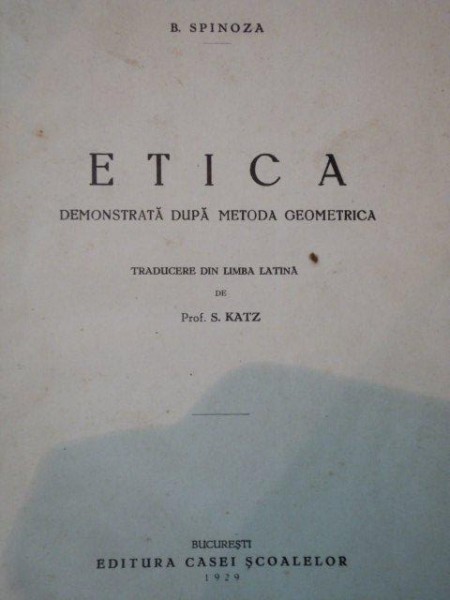 B. SPINOZA
ETICA
DEMONSTRATĂ DUPĂ METODA GEOMETRICA
TRADUCERE DIN LIMBA LATINĂ
DE
Prof. S. KATZ
BUCUREȘTI
EDITURA CASEI ȘCOALELOR
1929